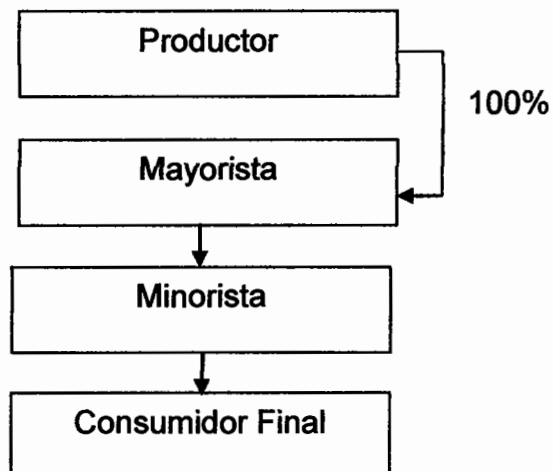 Productor
100%
Mayorista
Minorista
Consumidor Final